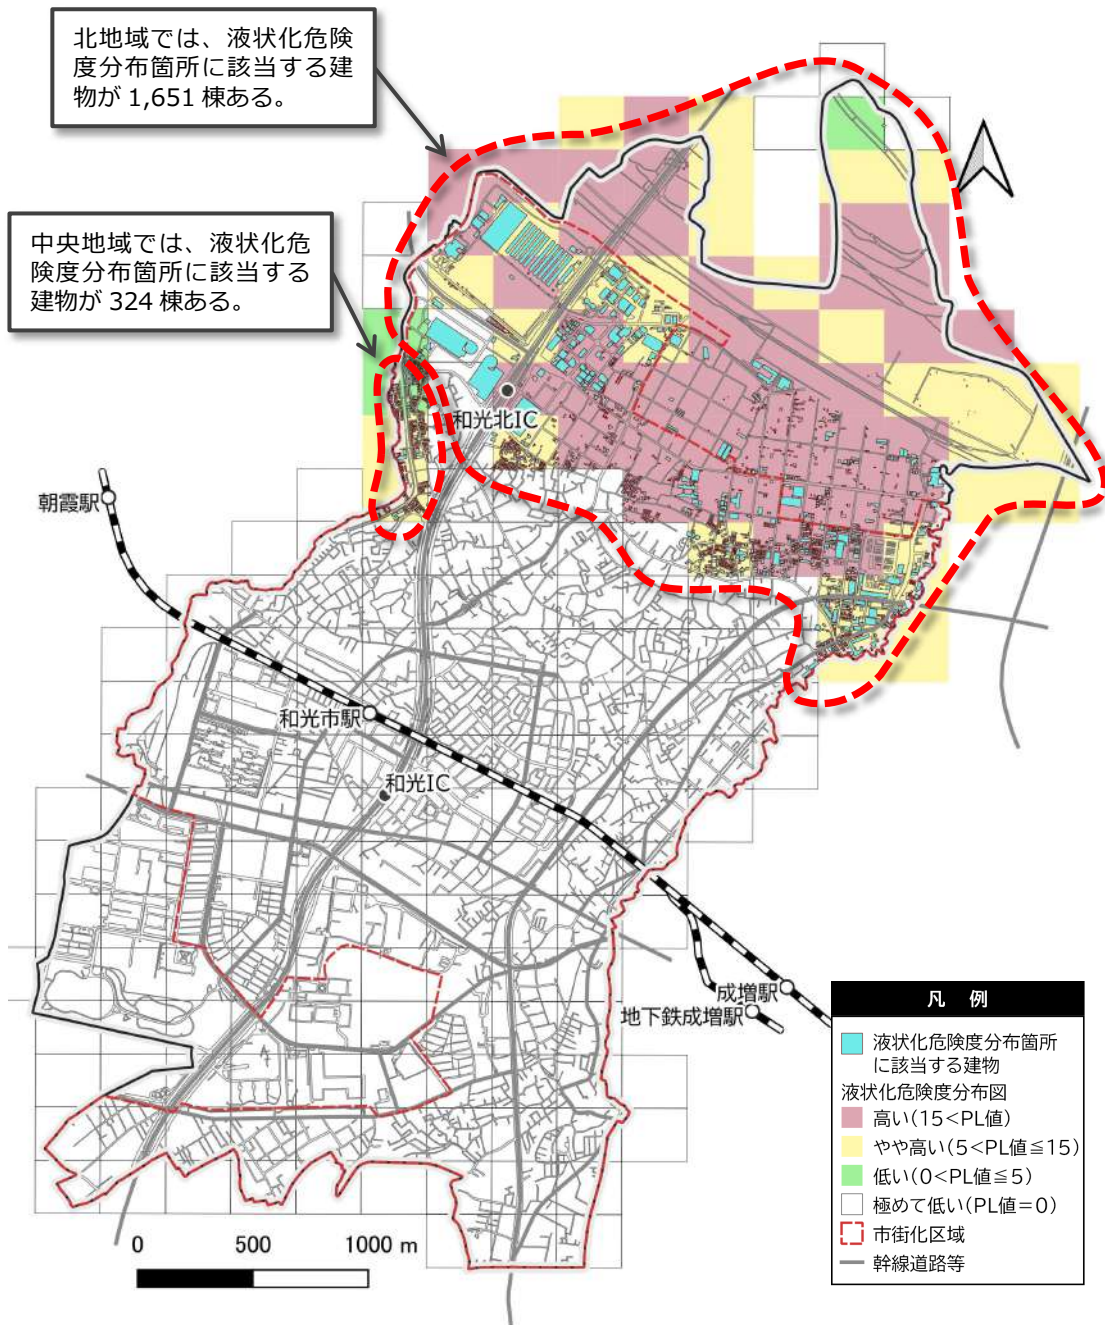 北地域では、液状化危険
度分布箇所に該当する建
物が 1,651 棟ある。
中央地域では、液状化危
険度分布箇所に該当する
建物が 324 棟ある。
和光北IC
朝霞駅
和光市駅
和光IC
成増駅
地下鉄成増駅
凡 例
液状化危険度分布箇所
に該当する建物
液状化危険度分布図
高い(15<PL値)
やや高い(5<PL値≦15)
低い(0<PL値≦5)
極めて低い(PL値=0)
市街化区域
幹線道路等
0 500 1000 m